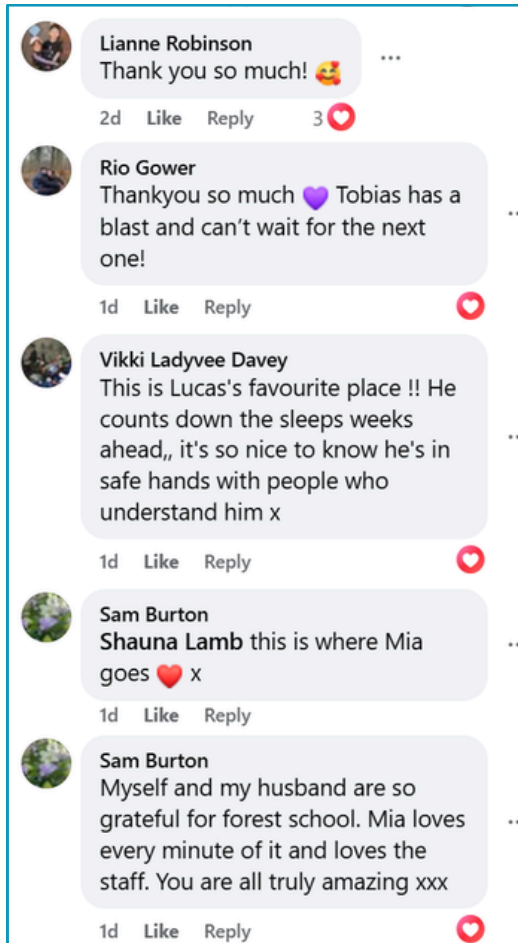 Lianne Robinson
Thank you so much! 🥰
2d Like Reply 3
Rio Gower
Thankyou so much 💜 Tobias has a
blast and can't wait for the next
one!
1d Like Reply
Vikki Ladyvee Davey
This is Lucas's favourite place !! He
counts down the sleeps weeks
ahead,, it's so nice to know he's in
safe hands with people who
understand him x
1d Like Reply
Sam Burton
Shauna Lamb this is where Mia
goes ❤️ x
1d Like Reply
Sam Burton
Myself and my husband are so
grateful for forest school. Mia loves
every minute of it and loves the
staff. You are all truly amazing xxx
1d Like Reply